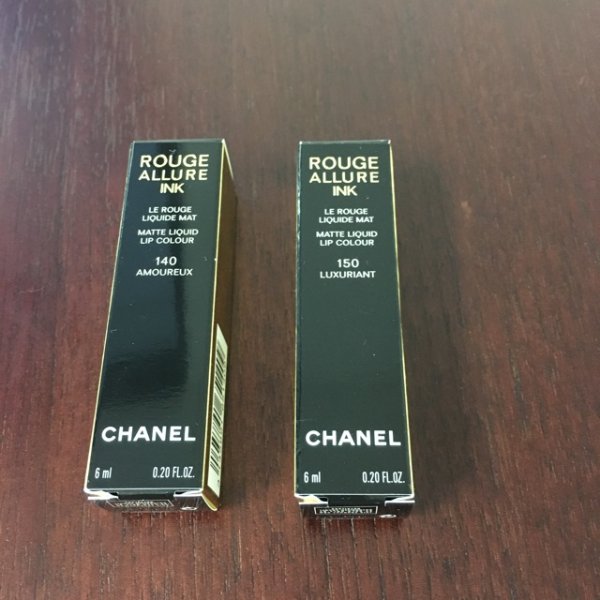 ROUGE
ALLURE
INK
LE ROUGE
LIQUIDE MAT
MATTE LIQUID
LIP COLOUR
140
AMOUREUX
CHANEL
6 ml 0.20 FL.OZ.
ROUGE
ALLURE
INK
LE ROUGE
LIQUIDE MAT
MATTE LIQUID
LIP COLOUR
150
LUXURIANT
CHANEL
6 ml 0.20 FL.OZ.